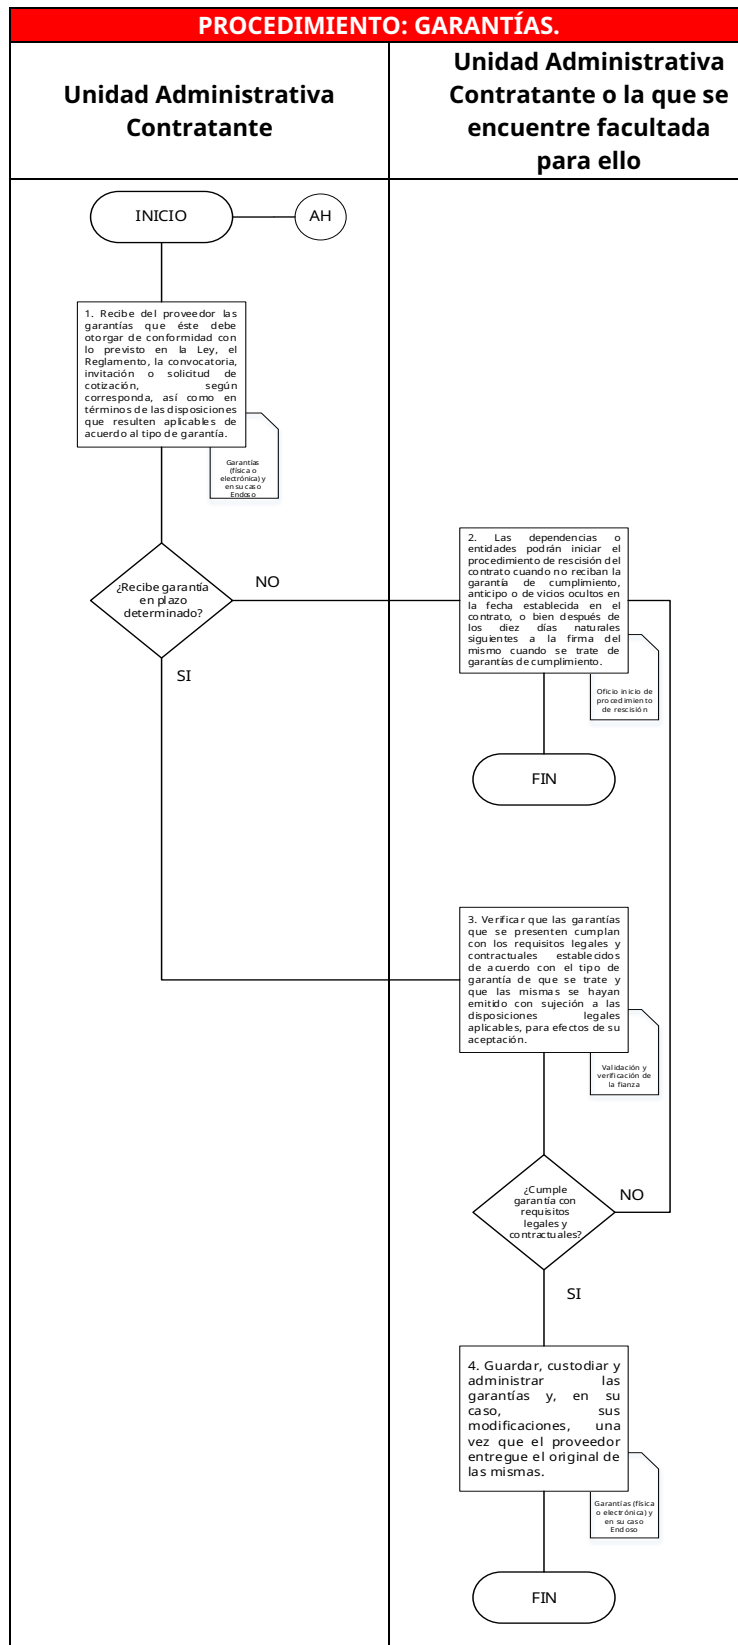 PROCEDIMIENTO: GARANTÍAS.
Unidad Administrativa
Contratante
Unidad Administrativa
Contratante o la que se
encuentre facultada
para ello
INICIO
AH
1. Recibe del proveedor las
garantías que éste debe
otorgar de conformidad con
lo previsto en la Ley, el
Reglamento, la convocatoria,
invitación o solicitud de
cotización, según
corresponda, así como en
términos de las disposiciones
que resulten aplicables de
acuerdo al tipo de garantía.
Garantías
(física o
electrónica) y
en su caso
Endoso
¿Recibe garantía
en plazo
determinado?
NO
SI
2. Las dependencias o
entidades podrán iniciar el
procedimiento de rescisión del
contrato cuando no reciban la
garantía de cumplimiento,
anticipo o de vicios ocultos en
la fecha establecida en el
contrato, o bien después de
los diez días naturales
siguientes a la firma del
mismo cuando se trate de
garantías de cumplimiento.
Oficio inicio de
procedimiento
de rescisión
FIN
3. Verificar que las garantías
que se presenten cumplan
con los requisitos legales y
contractuales establecidos
de acuerdo con el tipo de
garantía de que se trate y
que las mismas se hayan
emitido con sujeción a las
disposiciones legales
aplicables, para efectos de su
aceptación.
Validación y
verificación de
la fianza
¿Cumple
garantía con
requisitos
legales y
contractuales?
NO
SI
4. Guardar, custodiar y
administrar las
garantías y, en su
caso, sus
modificaciones, una
vez que el proveedor
entregue el original de
las mismas.
Garantías (física
o electrónica) y
en su caso
Endoso
FIN